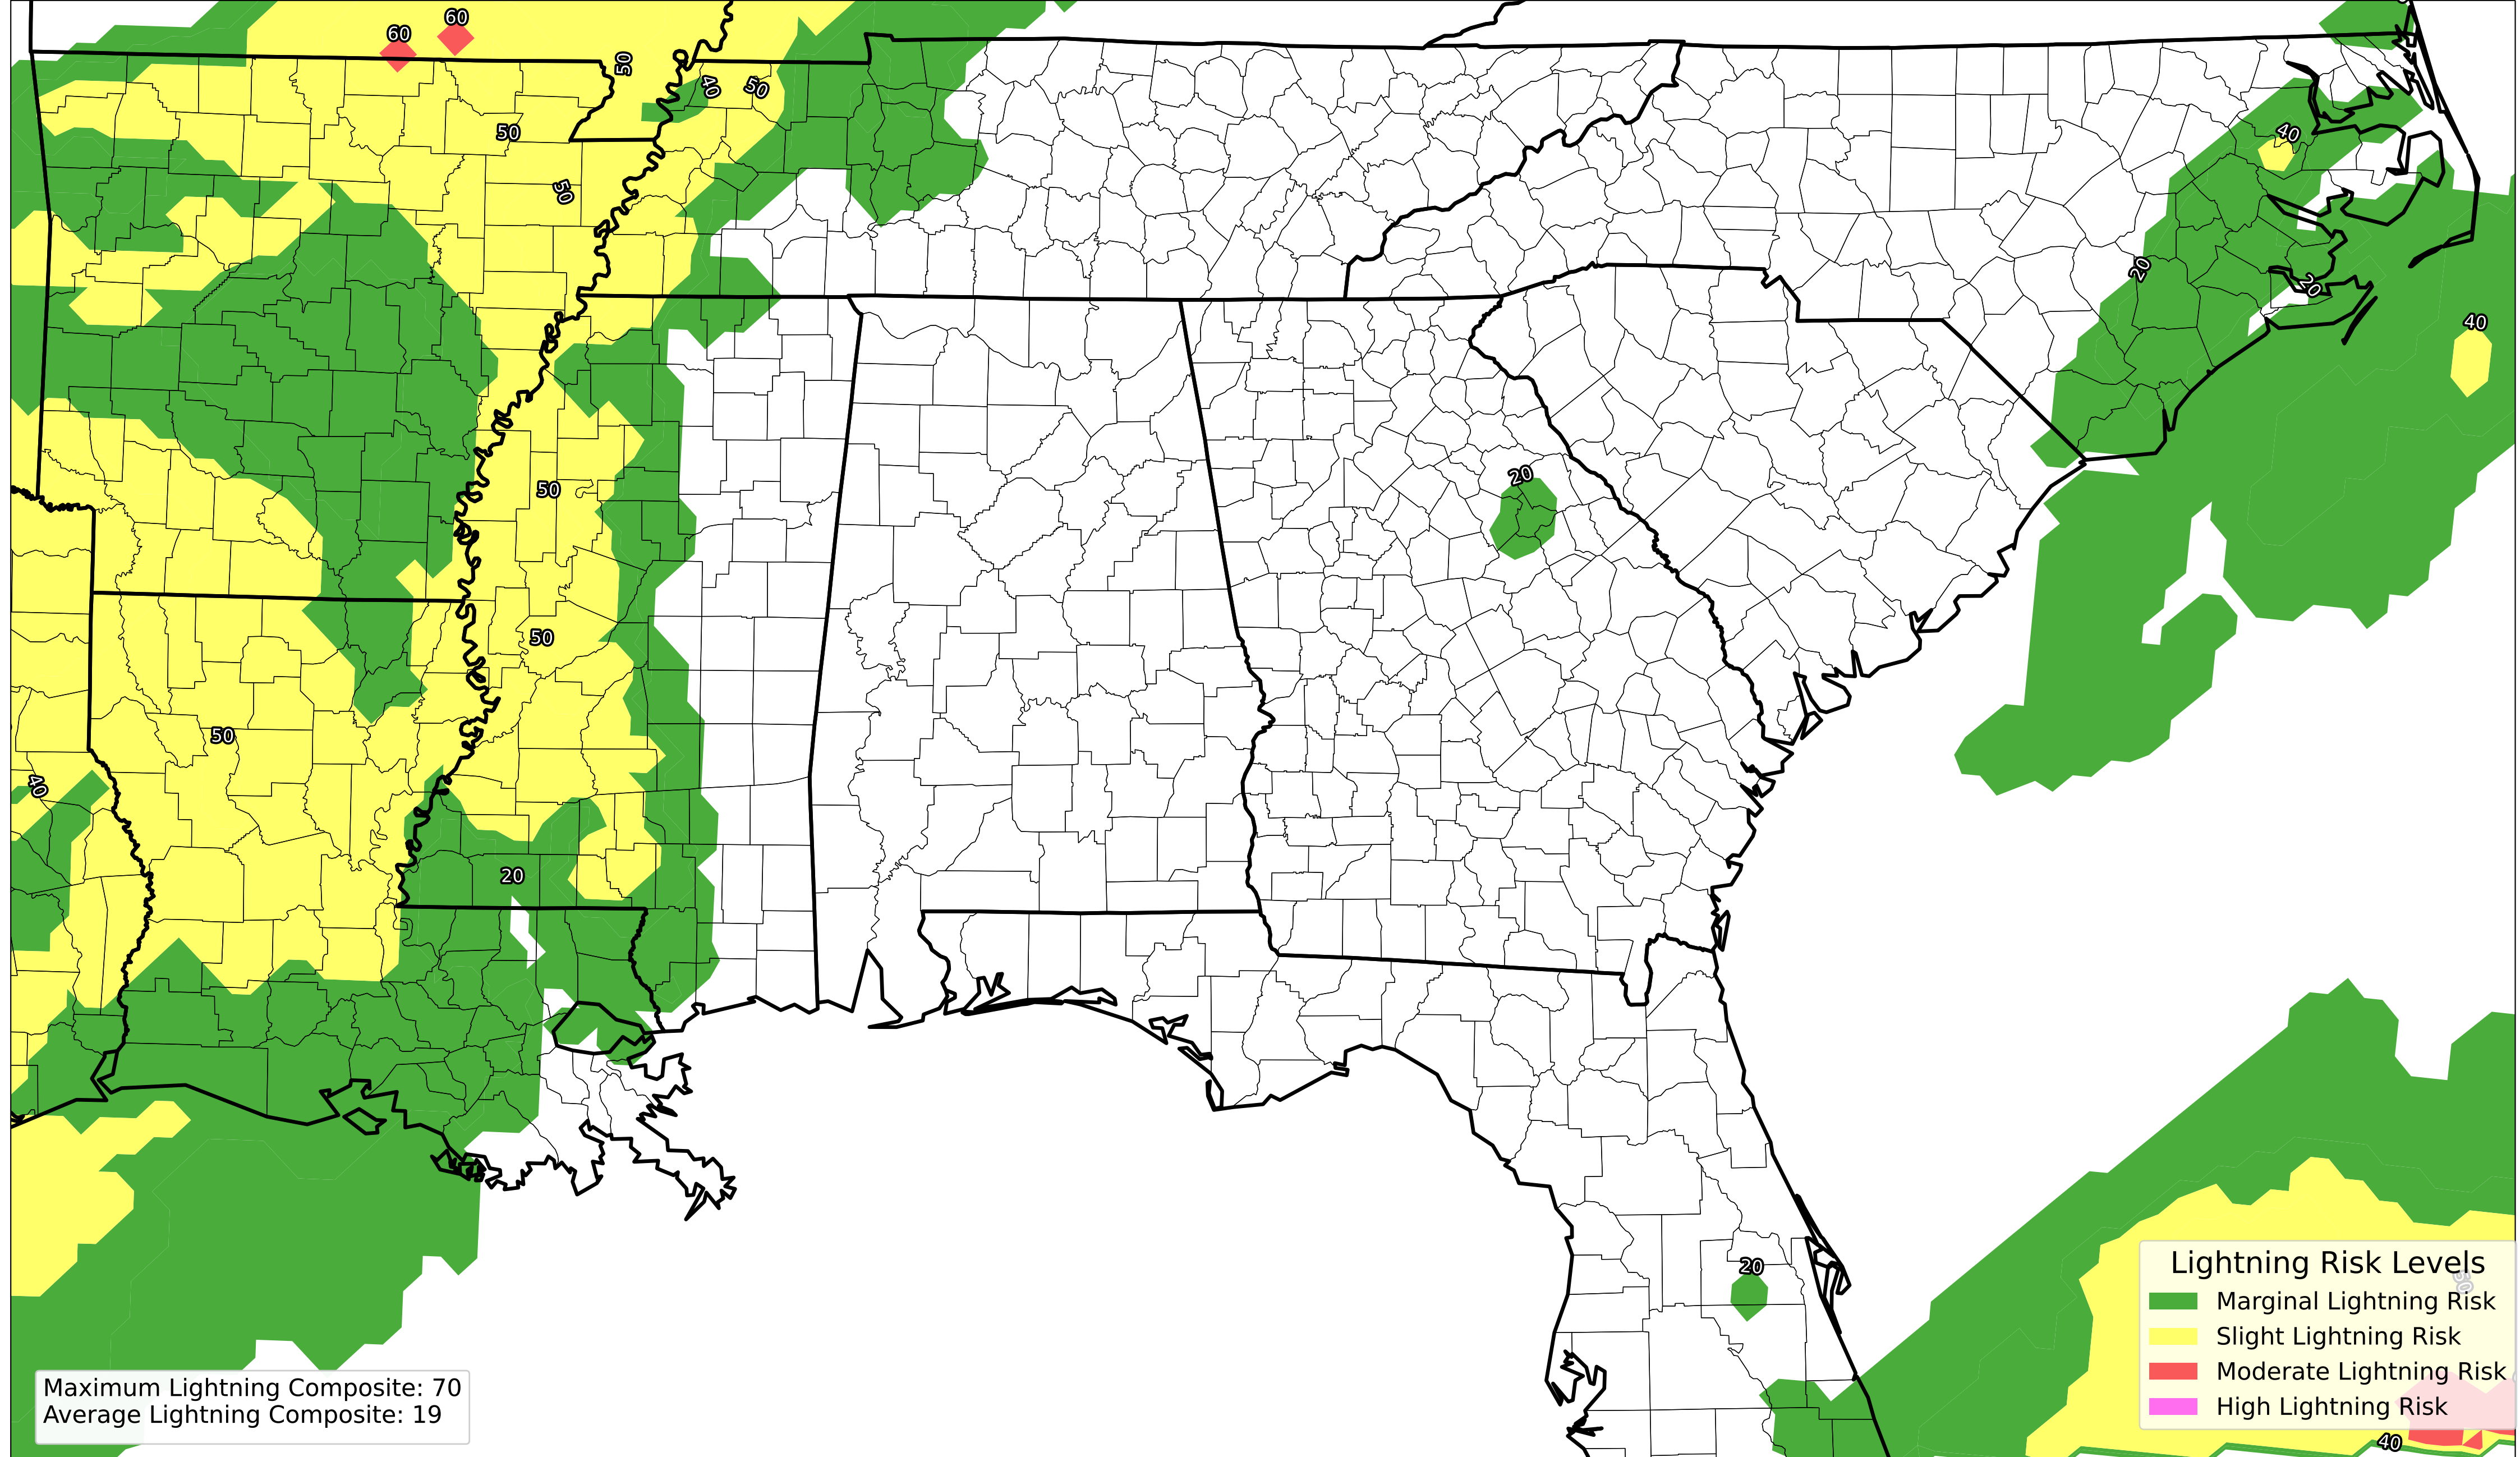 60
60
50
40
50
50
50
40
20
20
40
20
50
50
50
40
20
20
Lightning Risk Levels
Marginal Lightning Risk
Slight Lightning Risk
Moderate Lightning Risk
High Lightning Risk
40
Maximum Lightning Composite: 70
Average Lightning Composite: 19